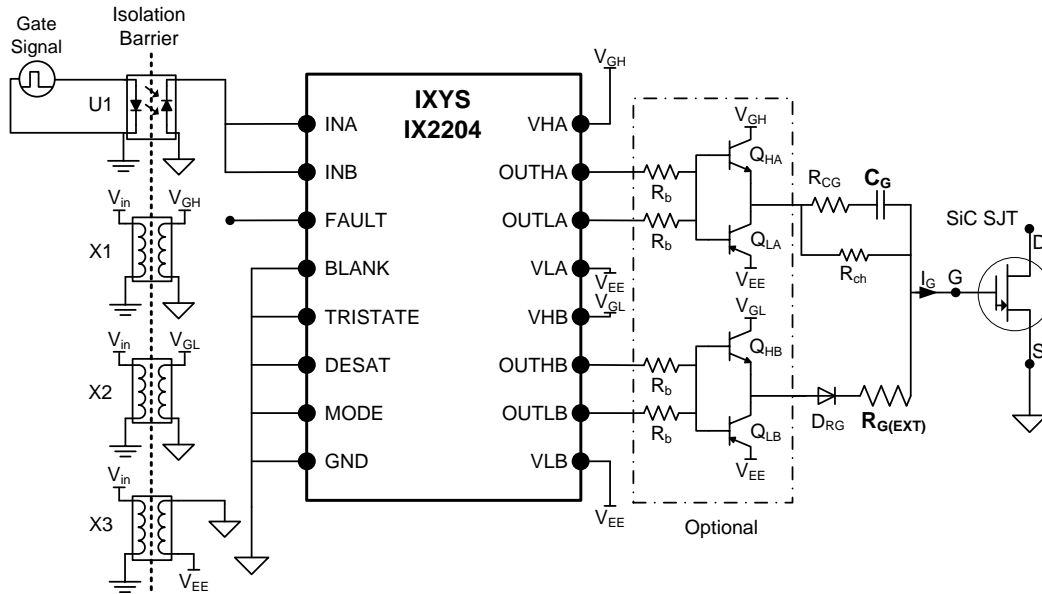 Gate
Signal
Isolation
Barrier
U1
V_in
V_GH
X1
V_in
V_GL
X2
V_in
X3
V_EE
IXYS
IX2204
INA
INB
FAULT
BLANK
TRISTATE
DESAT
MODE
GND
VHA
OUTHA
OUTLA
VLA
VHB
OUTHB
OUTLB
VLB
V_GH
V_EE
V_GL
V_EE
R_b
R_b
R_b
R_b
V_GH
Q_HA
Q_LA
V_EE
V_GL
Q_HB
Q_LB
V_EE
Optional
R_CG
C_G
R_ch
D_RG
R_G(EXT)
I_G
G
SiC SJT
D
S